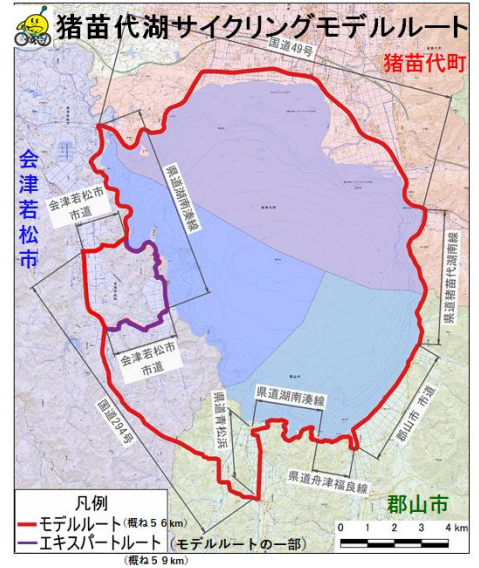 猪苗代湖サイクリングモデルルート
国道49号
猪苗代町
会津若松市
県道湖南湊線
会津若松市
市道
県道猪苗代湖南線
会津若松市
市道
国道294号
県道青松浜
県道湖南湊線
郡山市 市道
県道舟津福良線
郡山市
凡例
モデルルート(概ね56km)
エキスパートルート (モデルルートの一部)
(概ね59km)
0 1 2 3 4 km